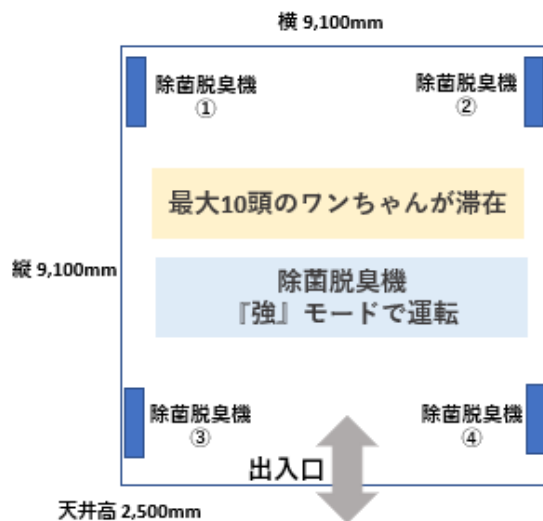 横 9,100mm
除菌脱臭機
①
除菌脱臭機
②
最大10頭のワンちゃんが滞在
縦 9,100mm
除菌脱臭機
『強』モードで運転
除菌脱臭機
③
除菌脱臭機
④
出入口
天井高 2,500mm